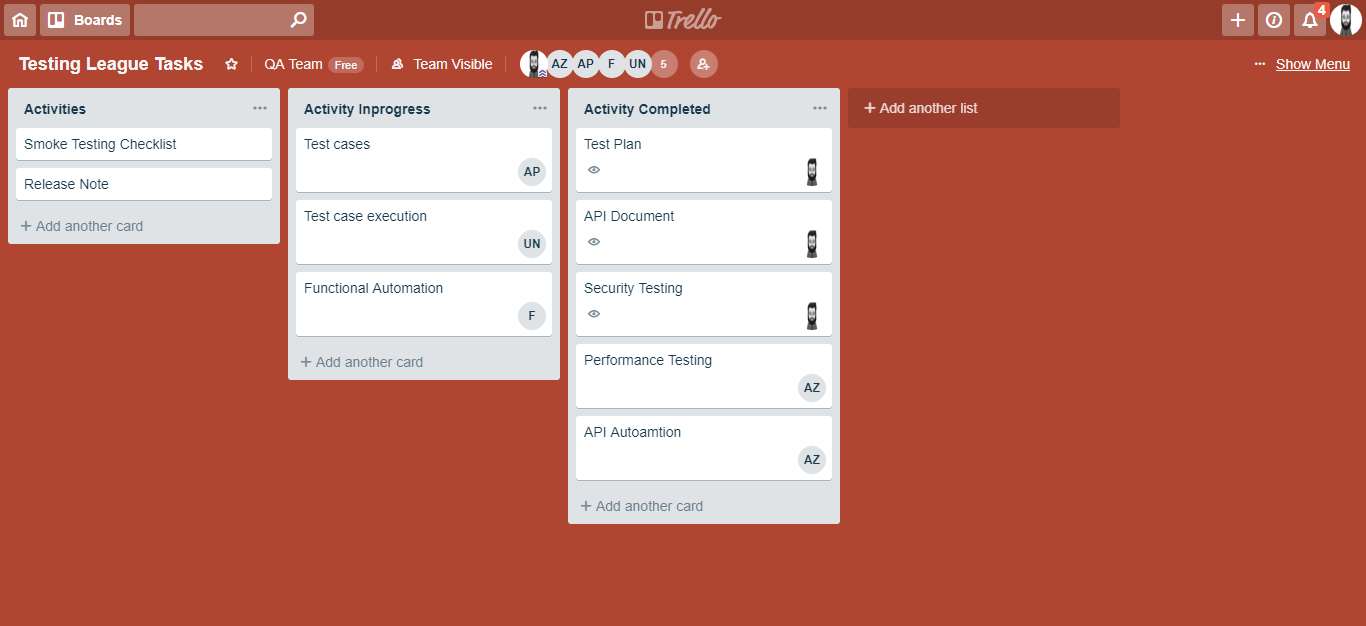 Boards
Trello
4
Testing League Tasks
QA Team Free
Team Visible
AZ AP F UN 5
Show Menu
Activities
Smoke Testing Checklist
Release Note
+ Add another card
Activity Inprogress
Test cases
AP
Test case execution
UN
Functional Automation
F
+ Add another card
Activity Completed
Test Plan
API Document
Security Testing
Performance Testing
AZ
API Autoamtion
AZ
+ Add another card
+ Add another list